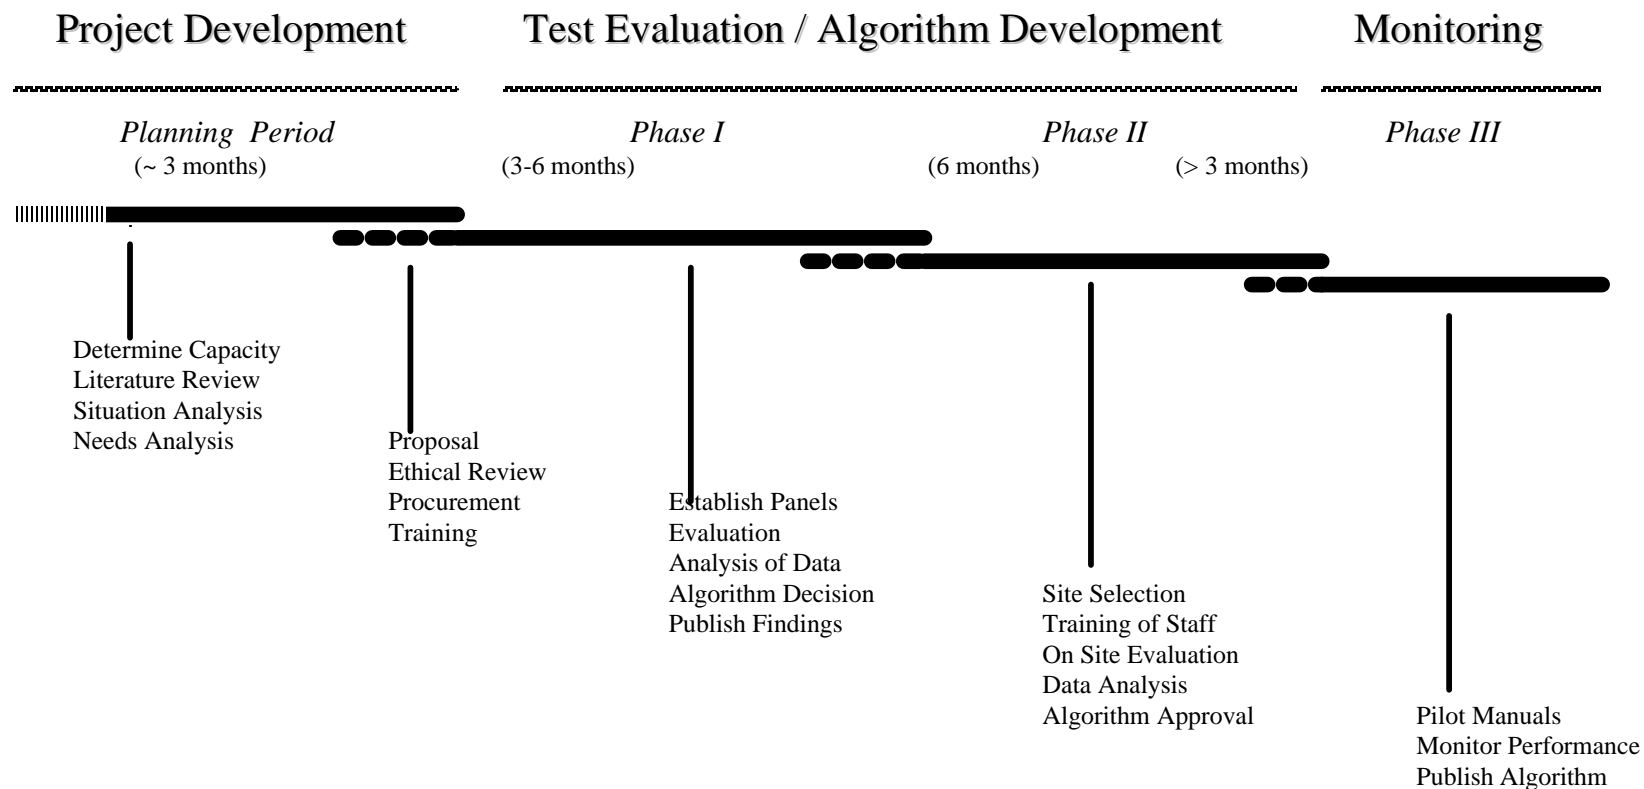 Project Development
Test Evaluation / Algorithm Development
Monitoring
Planning Period
Phase I
Phase II
Phase III
(~ 3 months)
(3-6 months)
(6 months)
(> 3 months)
Determine Capacity
Literature Review
Situation Analysis
Needs Analysis
Proposal
Ethical Review
Procurement
Training
Establish Panels
Evaluation
Analysis of Data
Algorithm Decision
Publish Findings
Site Selection
Training of Staff
On Site Evaluation
Data Analysis
Algorithm Approval
Pilot Manuals
Monitor Performance
Publish Algorithm